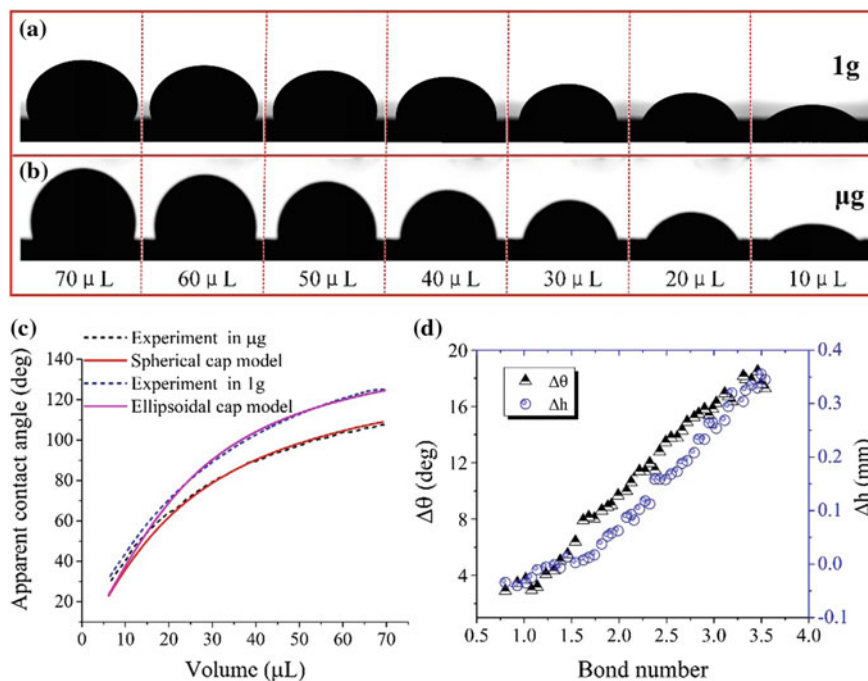 (a)
1g
(b)
μg
70 μ L 60 μ L 50 μ L 40 μ L 30 μ L 20 μ L 10 μ L
(c)
Experiment in μg
Spherical cap model
Experiment in 1g
Ellipsoidal cap model
Apparent contact angle (deg)
140
120
100
80
60
40
20
0 10 20 30 40 50 60 70
Volume (μL)
(d)
Δθ
Δh
Δθ (deg)
20
16
12
8
4
0.4
0.3
0.2
0.1
0.0
-0.1
Δh (mm)
0.5 1.0 1.5 2.0 2.5 3.0 3.5
Bond number